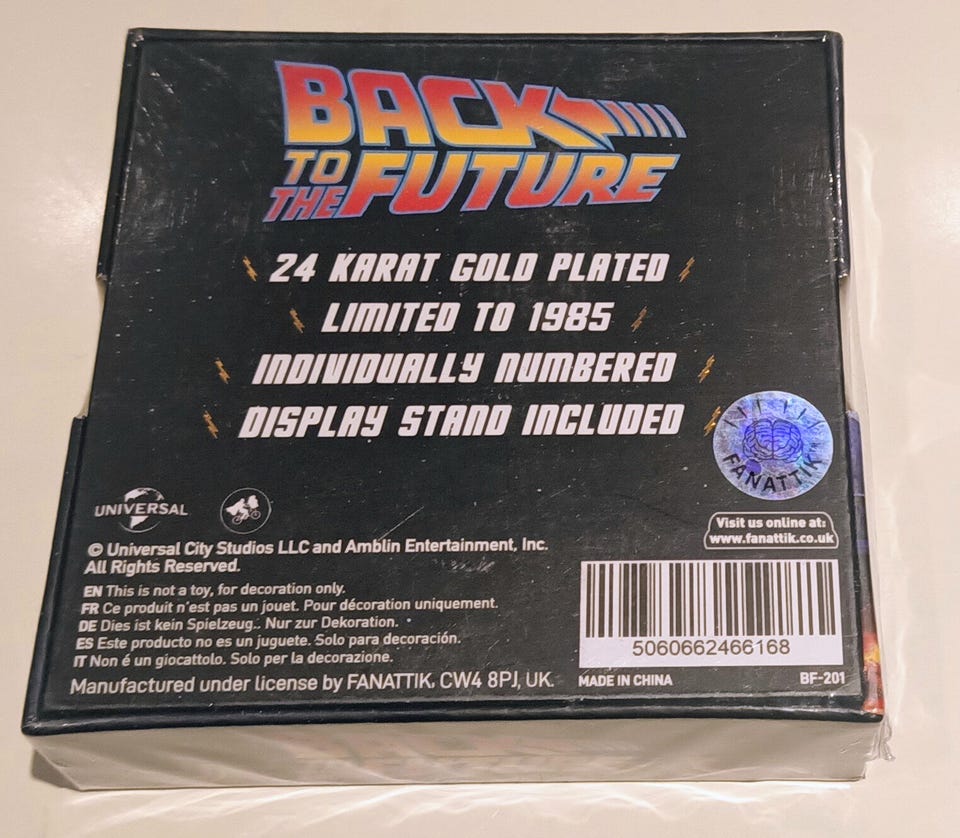 BACK
TO THE FUTURE
24 KARAT GOLD PLATED
LIMITED TO 1985
INDIVIDUALLY NUMBERED
DISPLAY STAND INCLUDED
FANATTIK
UNIVERSAL
Visit us online at:
www.fanattik.co.uk
© Universal City Studios LLC and Amblin Entertainment, Inc.
All Rights Reserved.
EN This is not a toy, for decoration only.
FR Ce produit n'est pas un jouet. Pour décoration uniquement.
DE Dies ist kein Spielzeug.. Nur zur Dekoration.
ES Este producto no es un juguete. Solo para decoración.
IT Non é un giocattolo. Solo per la decorazione.
Manufactured under license by FANATTIK, CW4 8PJ, UK.
5060662466168
MADE IN CHINA
BF-201
BACK
TO THE FUTURE